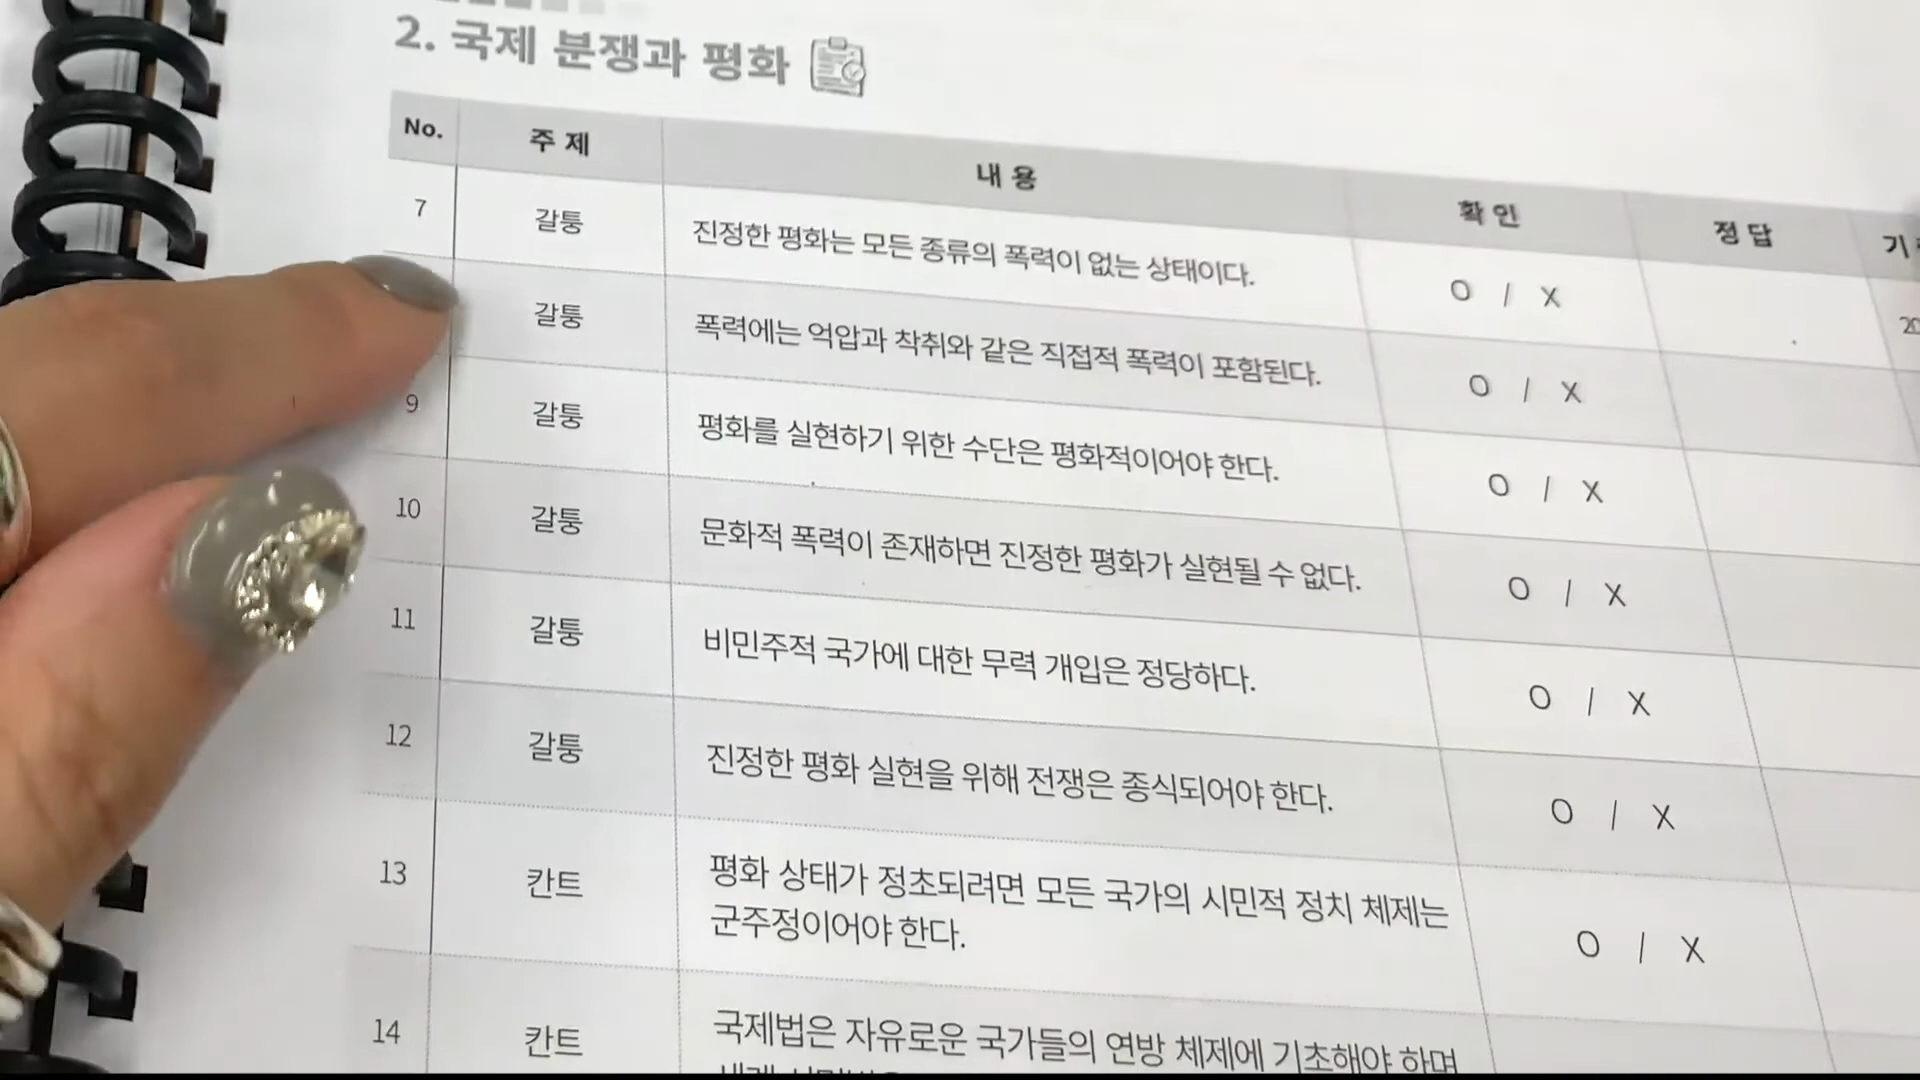 2. 국제 분쟁과 평화
No. 주 제 내 용 확 인 정 답
7 갈퉁 진정한 평화는 모든 종류의 폭력이 없는 상태이다. O / X
갈퉁 폭력에는 억압과 착취와 같은 직접적 폭력이 포함된다. O / X
9 갈퉁 평화를 실현하기 위한 수단은 평화적이어야 한다. O / X
10 갈퉁 문화적 폭력이 존재하면 진정한 평화가 실현될 수 없다. O / X
11 갈퉁 비민주적 국가에 대한 무력 개입은 정당하다. O / X
12 갈퉁 진정한 평화 실현을 위해 전쟁은 종식되어야 한다. O / X
13 칸트 평화 상태가 정초되려면 모든 국가의 시민적 정치 체제는
군주정이어야 한다. O / X
14 칸트 국제법은 자유로운 국가들의 연방 체제에 기초해야 하며